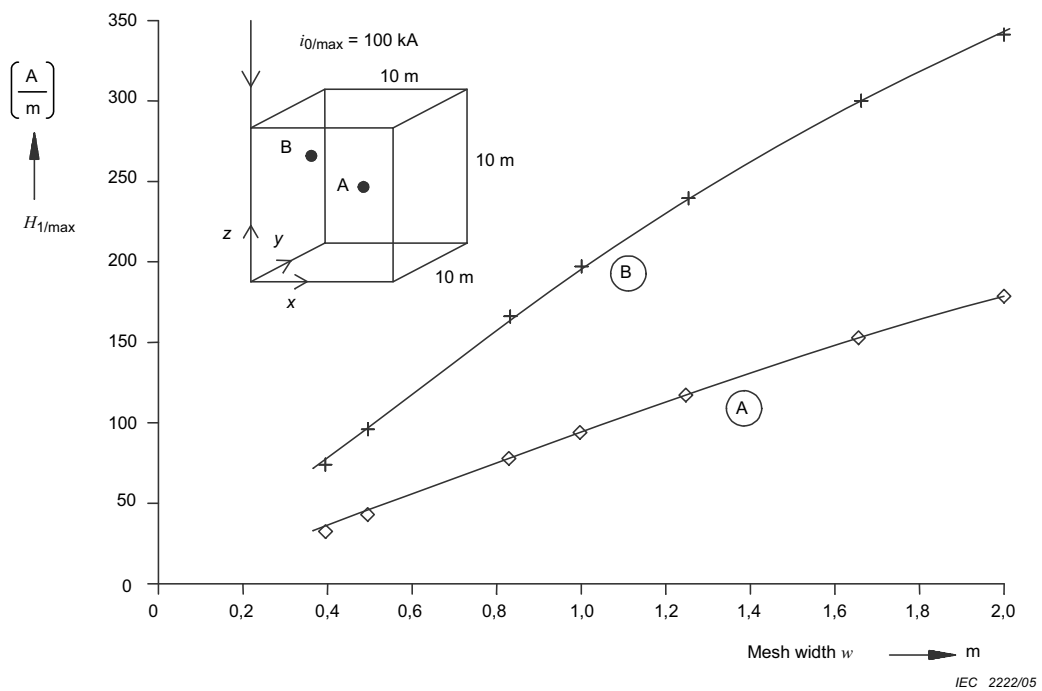 350
300
250
200
150
100
50
0
A
m
H1/max
i0/max = 100 kA
10 m
B
A
10 m
z
y
10 m
x
B
A
0 0,2 0,4 0,6 0,8 1,0 1,2 1,4 1,6 1,8 2,0
Mesh width w m
IEC 2222/05